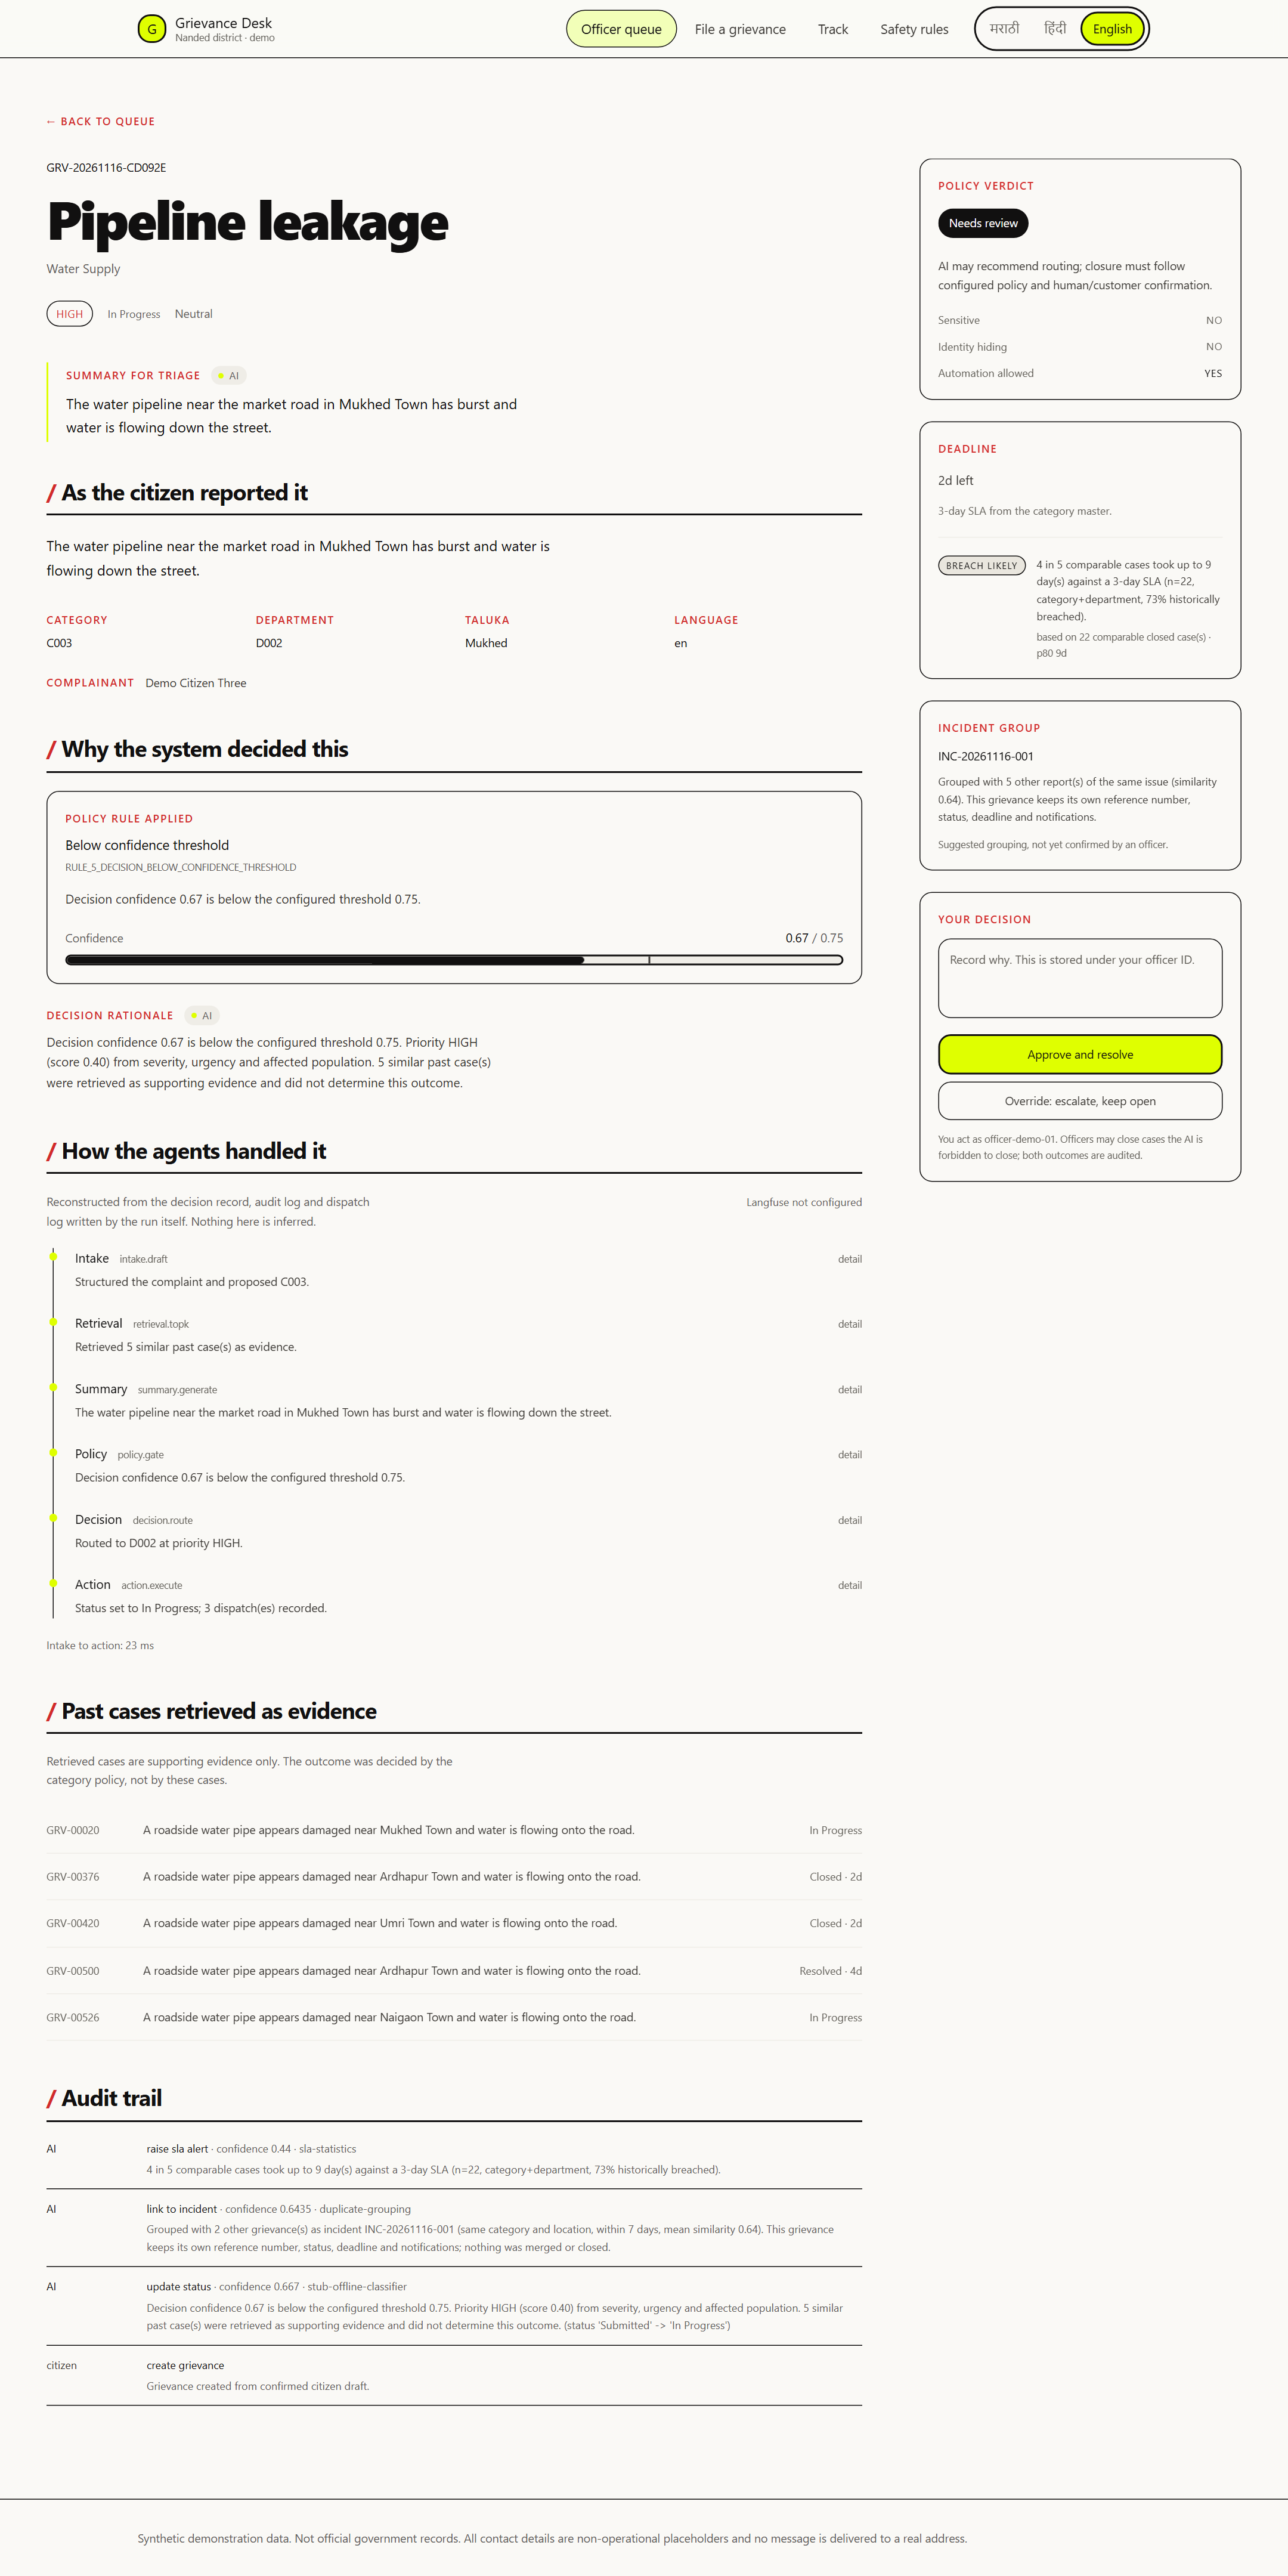 G
Grievance Desk
Nanded district · demo
Officer queue
File a grievance
Track
Safety rules
मराठी
हिंदी
English
← BACK TO QUEUE
GRV-20261116-CD092E
Pipeline leakage
Water Supply
HIGH
In Progress
Neutral
SUMMARY FOR TRIAGE
AI
The water pipeline near the market road in Mukhed Town has burst and
water is flowing down the street.
/ As the citizen reported it
The water pipeline near the market road in Mukhed Town has burst and water is
flowing down the street.
CATEGORY
C003
DEPARTMENT
D002
TALUKA
Mukhed
LANGUAGE
en
COMPLAINANT Demo Citizen Three
/ Why the system decided this
POLICY RULE APPLIED
Below confidence threshold
RULE_5_DECISION_BELOW_CONFIDENCE_THRESHOLD
Decision confidence 0.67 is below the configured threshold 0.75.
Confidence 0.67 / 0.75
DECISION RATIONALE
AI
Decision confidence 0.67 is below the configured threshold 0.75. Priority HIGH
(score 0.40) from severity, urgency and affected population. 5 similar past case(s)
were retrieved as supporting evidence and did not determine this outcome.
/ How the agents handled it
Reconstructed from the decision record, audit log and dispatch
log written by the run itself. Nothing here is inferred.
Langfuse not configured
Intake intake.draft detail
Structured the complaint and proposed C003.
Retrieval retrieval.topk detail
Retrieved 5 similar past case(s) as evidence.
Summary summary.generate detail
The water pipeline near the market road in Mukhed Town has burst and water is flowing down the street.
Policy policy.gate detail
Decision confidence 0.67 is below the configured threshold 0.75.
Decision decision.route detail
Routed to D002 at priority HIGH.
Action action.execute detail
Status set to In Progress; 3 dispatch(es) recorded.
Intake to action: 23 ms
/ Past cases retrieved as evidence
Retrieved cases are supporting evidence only. The outcome was decided by the
category policy, not by these cases.
GRV-00020 A roadside water pipe appears damaged near Mukhed Town and water is flowing onto the road. In Progress
GRV-00376 A roadside water pipe appears damaged near Ardhapur Town and water is flowing onto the road. Closed · 2d
GRV-00420 A roadside water pipe appears damaged near Umri Town and water is flowing onto the road. Closed · 2d
GRV-00500 A roadside water pipe appears damaged near Ardhapur Town and water is flowing onto the road. Resolved · 4d
GRV-00526 A roadside water pipe appears damaged near Naigaon Town and water is flowing onto the road. In Progress
/ Audit trail
AI raise sla alert · confidence 0.44 · sla-statistics
4 in 5 comparable cases took up to 9 day(s) against a 3-day SLA (n=22, category+department, 73% historically breached).
AI link to incident · confidence 0.6435 · duplicate-grouping
Grouped with 2 other grievance(s) as incident INC-20261116-001 (same category and location, within 7 days, mean similarity 0.64). This grievance
keeps its own reference number, status, deadline and notifications; nothing was merged or closed.
AI update status · confidence 0.667 · stub-offline-classifier
Decision confidence 0.67 is below the configured threshold 0.75. Priority HIGH (score 0.40) from severity, urgency and affected population. 5 similar
past case(s) were retrieved as supporting evidence and did not determine this outcome. (status 'Submitted' -> 'In Progress')
citizen create grievance
Grievance created from confirmed citizen draft.
POLICY VERDICT
Needs review
AI may recommend routing; closure must follow
configured policy and human/customer confirmation.
Sensitive NO
Identity hiding NO
Automation allowed YES
DEADLINE
2d left
3-day SLA from the category master.
BREACH LIKELY
4 in 5 comparable cases took up to 9
day(s) against a 3-day SLA (n=22,
category+department, 73% historically
breached).
based on 22 comparable closed case(s) ·
p80 9d
INCIDENT GROUP
INC-20261116-001
Grouped with 5 other report(s) of the same issue (similarity
0.64). This grievance keeps its own reference number,
status, deadline and notifications.
Suggested grouping, not yet confirmed by an officer.
YOUR DECISION
Record why. This is stored under your officer ID.
Approve and resolve
Override: escalate, keep open
You act as officer-demo-01. Officers may close cases the AI is
forbidden to close; both outcomes are audited.
Synthetic demonstration data. Not official government records. All contact details are non-operational placeholders and no message is delivered to a real address.